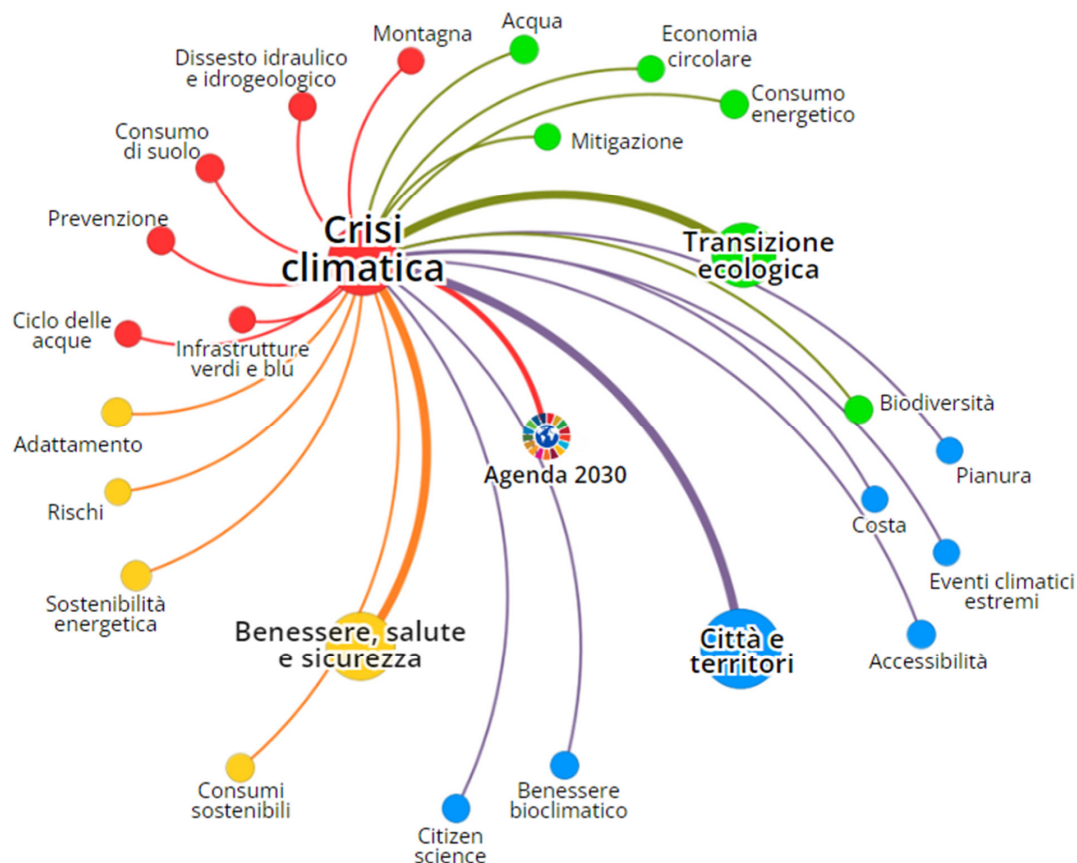 Montagna
Acqua
Economia
circolare
Dissesto idraulico
e idrogeologico
Consumo
energetico
Consumo
di suolo
Mitigazione
Prevenzione
Crisi
climatica
Transizione
ecologica
Ciclo delle
acque
Infrastrutture
verdi e blu
Adattamento
Biodiversità
Agenda 2030
Pianura
Rischi
Costa
Sostenibilità
energetica
Eventi climatici
estremi
Benessere, salute
e sicurezza
Città e
territori
Accessibilità
Consumi
sostenibili
Benessere
bioclimatico
Citizen
science